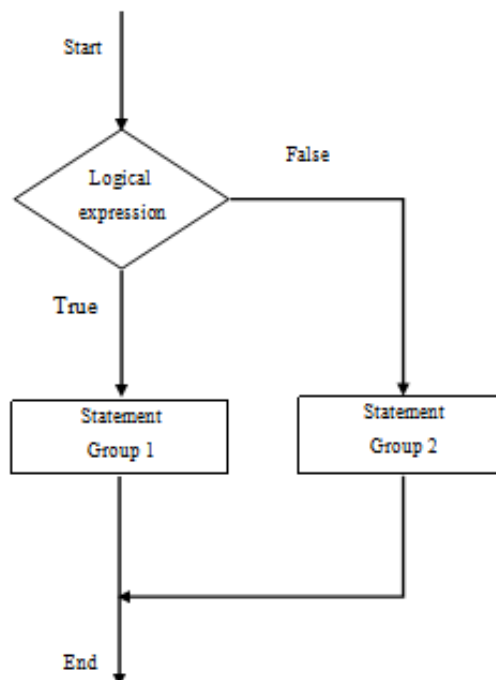 Start
False
Logical
expression
True
Statement
Group 1
Statement
Group 2
End